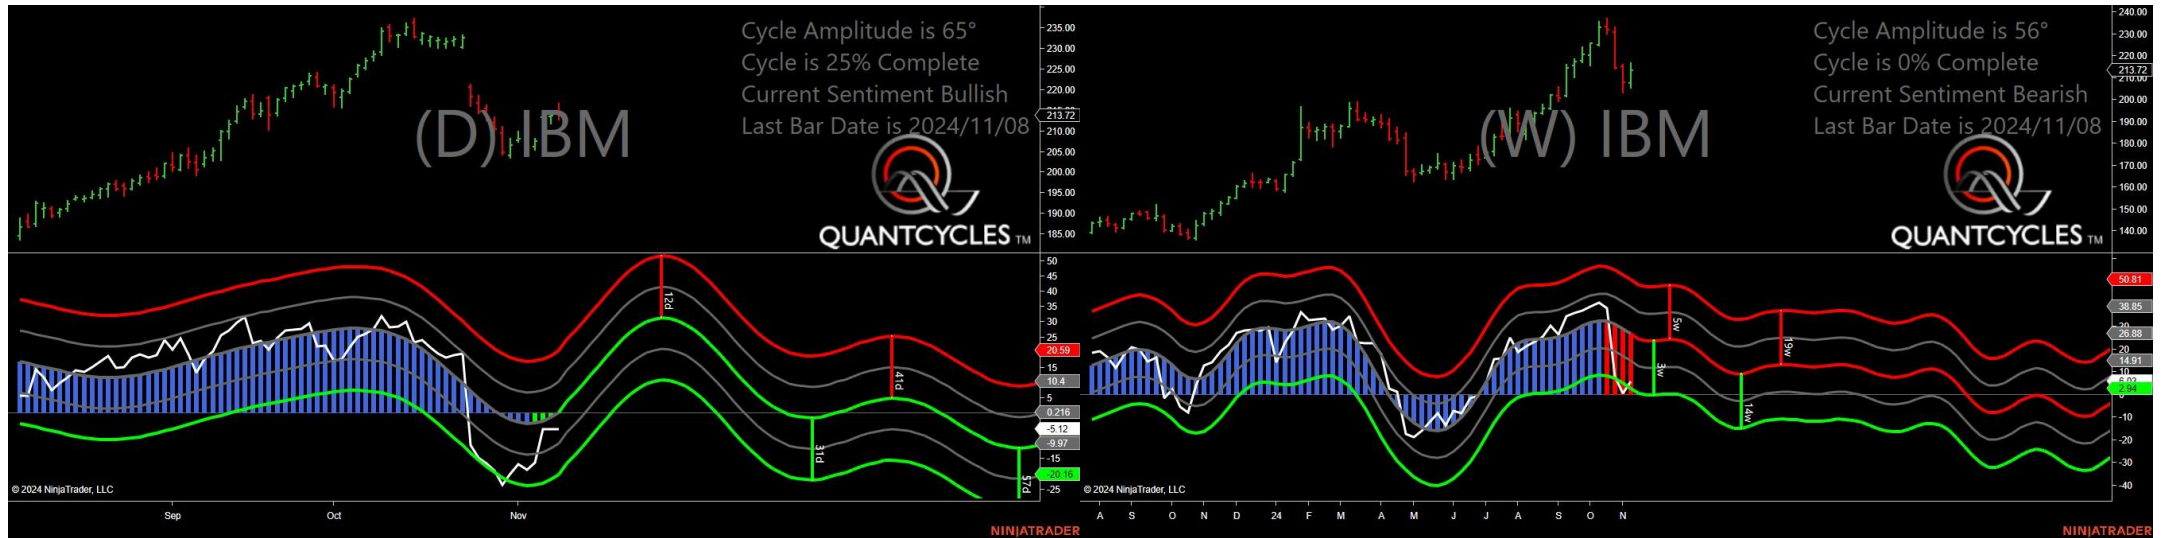 Cycle Amplitude is 65°
Cycle is 25% Complete
Current Sentiment Bullish
Last Bar Date is 2024/11/08
(D) IBM
QUANTCYCLES TM
235.00
230.00
225.00
220.00
213.72
210.00
205.00
200.00
195.00
190.00
185.00
50
45
40
35
30
25
20.59
15
10.4
5
0.216
-5.12
-9.97
-15
-20.16
-25
12d
31d
41d
57d
© 2024 NinjaTrader, LLC
Sep Oct Nov
NINJATRADER
Cycle Amplitude is 56°
Cycle is 0% Complete
Current Sentiment Bearish
Last Bar Date is 2024/11/08
(W) IBM
QUANTCYCLES TM
240.00
230.00
220.00
213.72
210.00
200.00
190.00
180.00
170.00
160.00
150.00
140.00
50.81
38.85
26.88
20
14.91
10
2.94
-10
-20
-30
-40
5w
3w
14w
19w
© 2024 NinjaTrader, LLC
A S O N D 24 F M A M J J A S O N
NINJATRADER